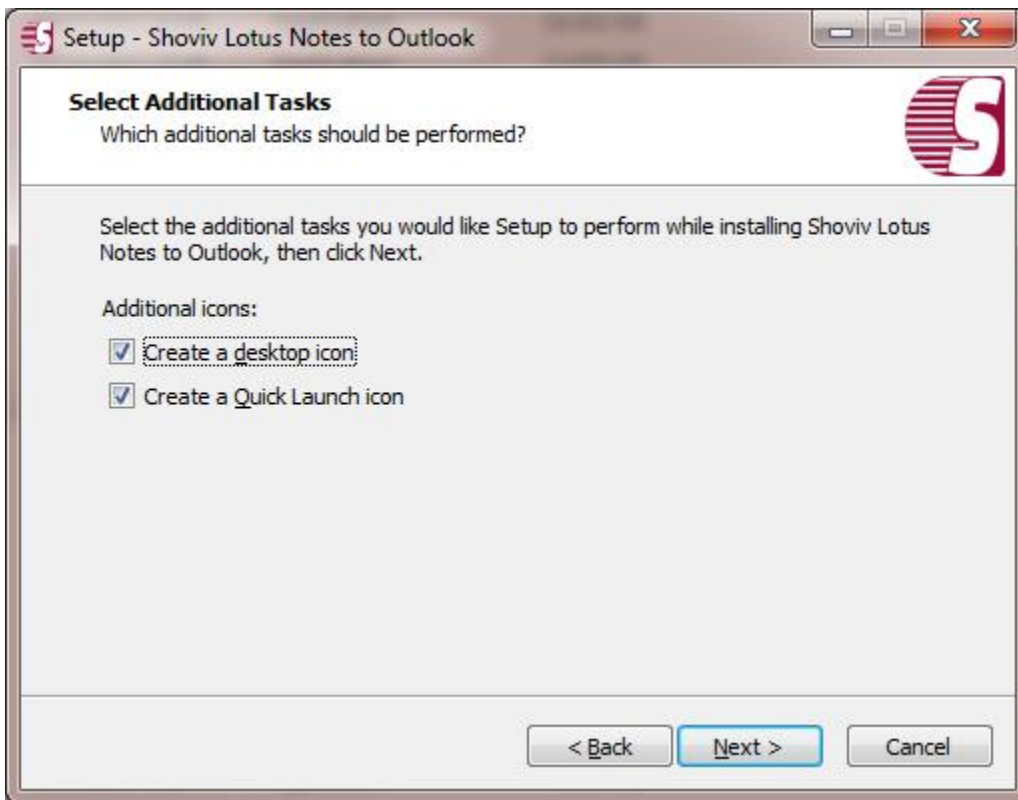 Setup - Shoviv Lotus Notes to Outlook
Select Additional Tasks
Which additional tasks should be performed?
Select the additional tasks you would like Setup to perform while installing Shoviv Lotus
Notes to Outlook, then click Next.
Additional icons:
Create a desktop icon
Create a Quick Launch icon
< Back Next > Cancel